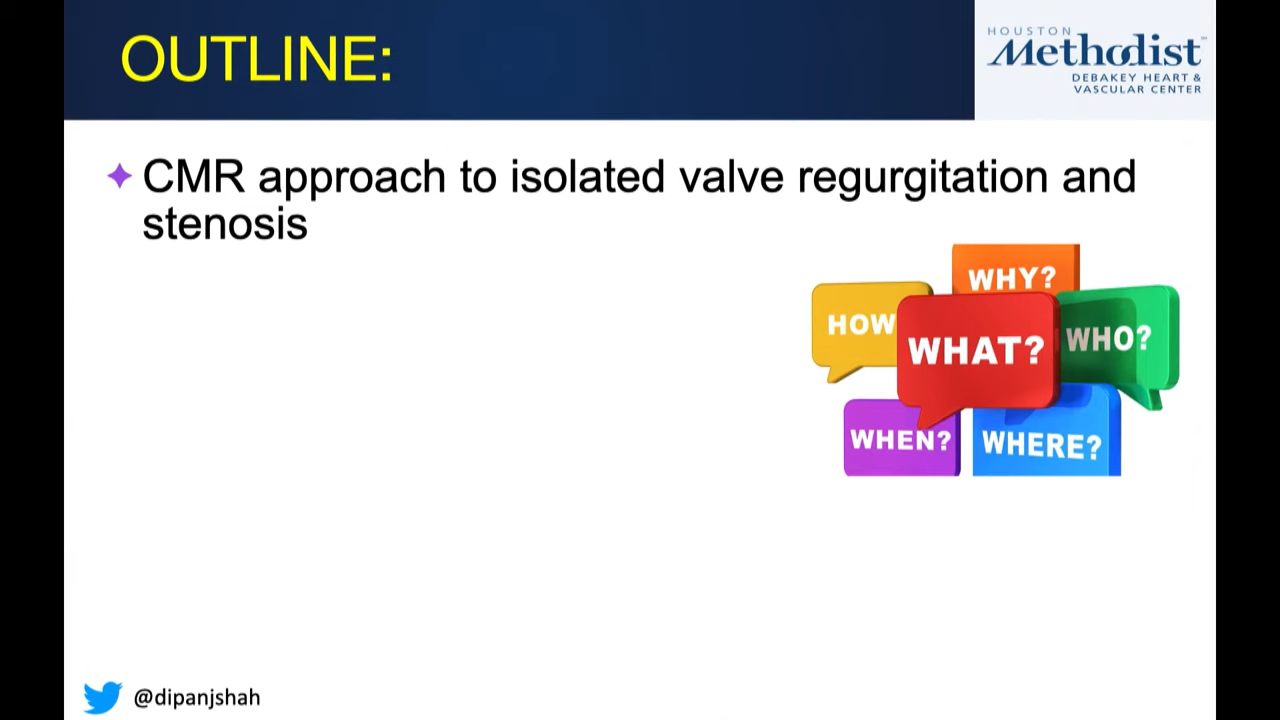 OUTLINE:
HOUSTON
Methodist
DEBAKEY HEART &
VASCULAR CENTER
CMR approach to isolated valve regurgitation and
stenosis
WHY?
HOW
WHAT?
WHO?
WHEN?
WHERE?
@dipanjshah